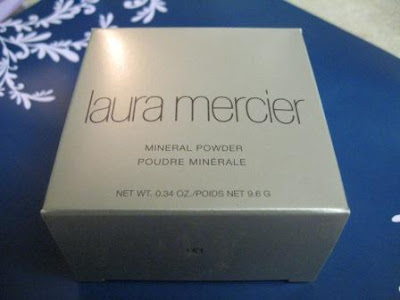 laura mercier
MINERAL POWDER
POUDRE MINÉRALE
NET WT. 0.34 OZ./POIDS NET 9.6 G